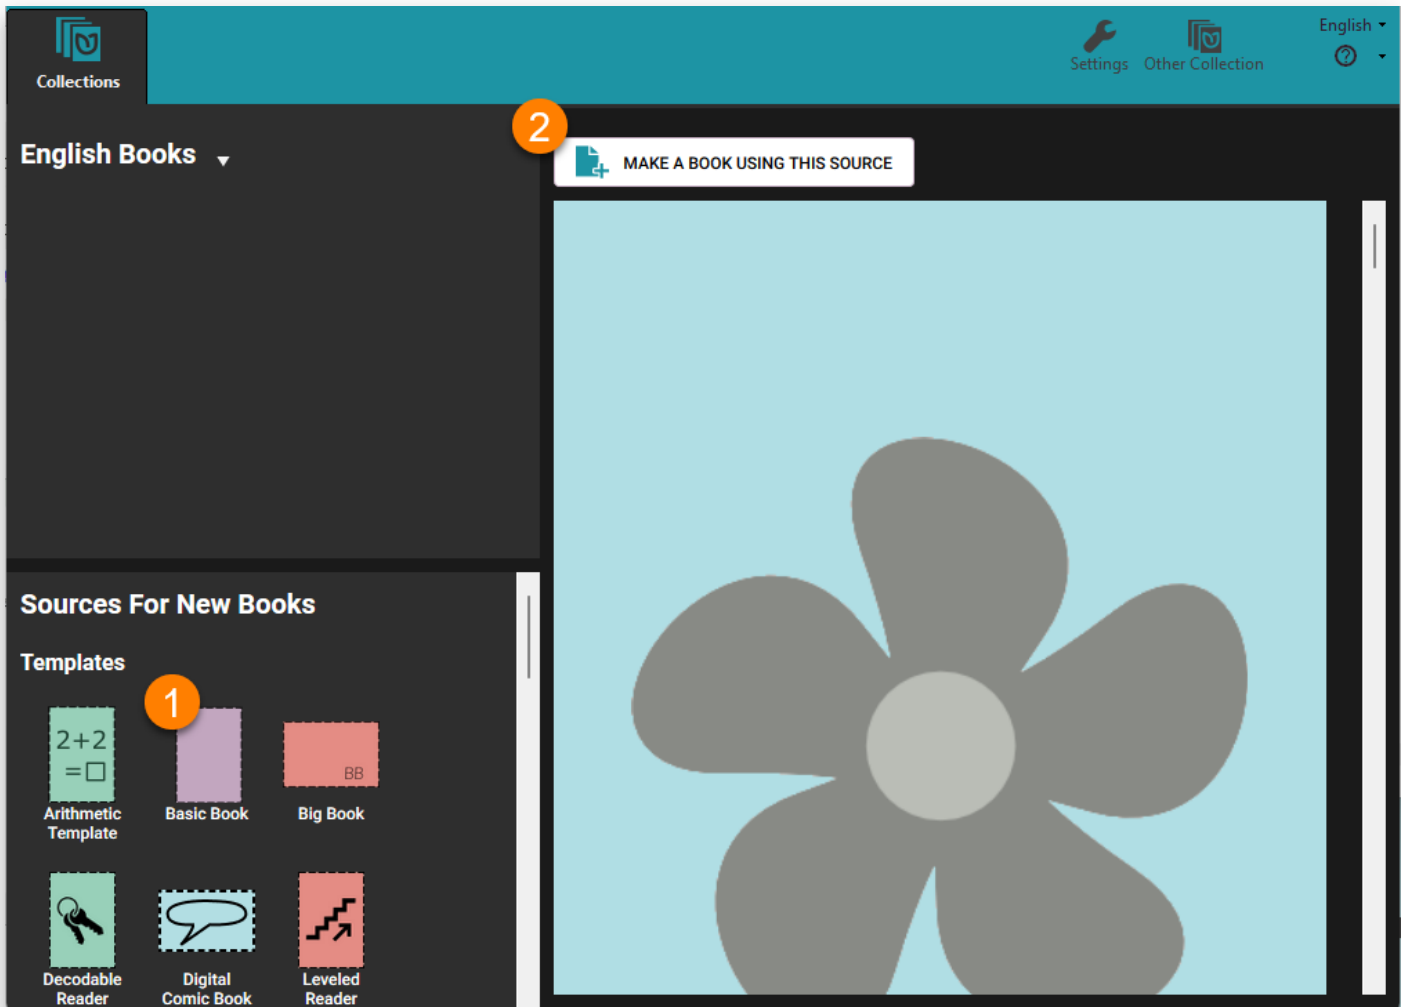 Collections
Settings
Other Collection
English
English Books
2
MAKE A BOOK USING THIS SOURCE
Sources For New Books
Templates
1
2+2
=□
BB
Arithmetic
Template
Basic Book
Big Book
Decodable
Reader
Digital
Comic Book
Leveled
Reader